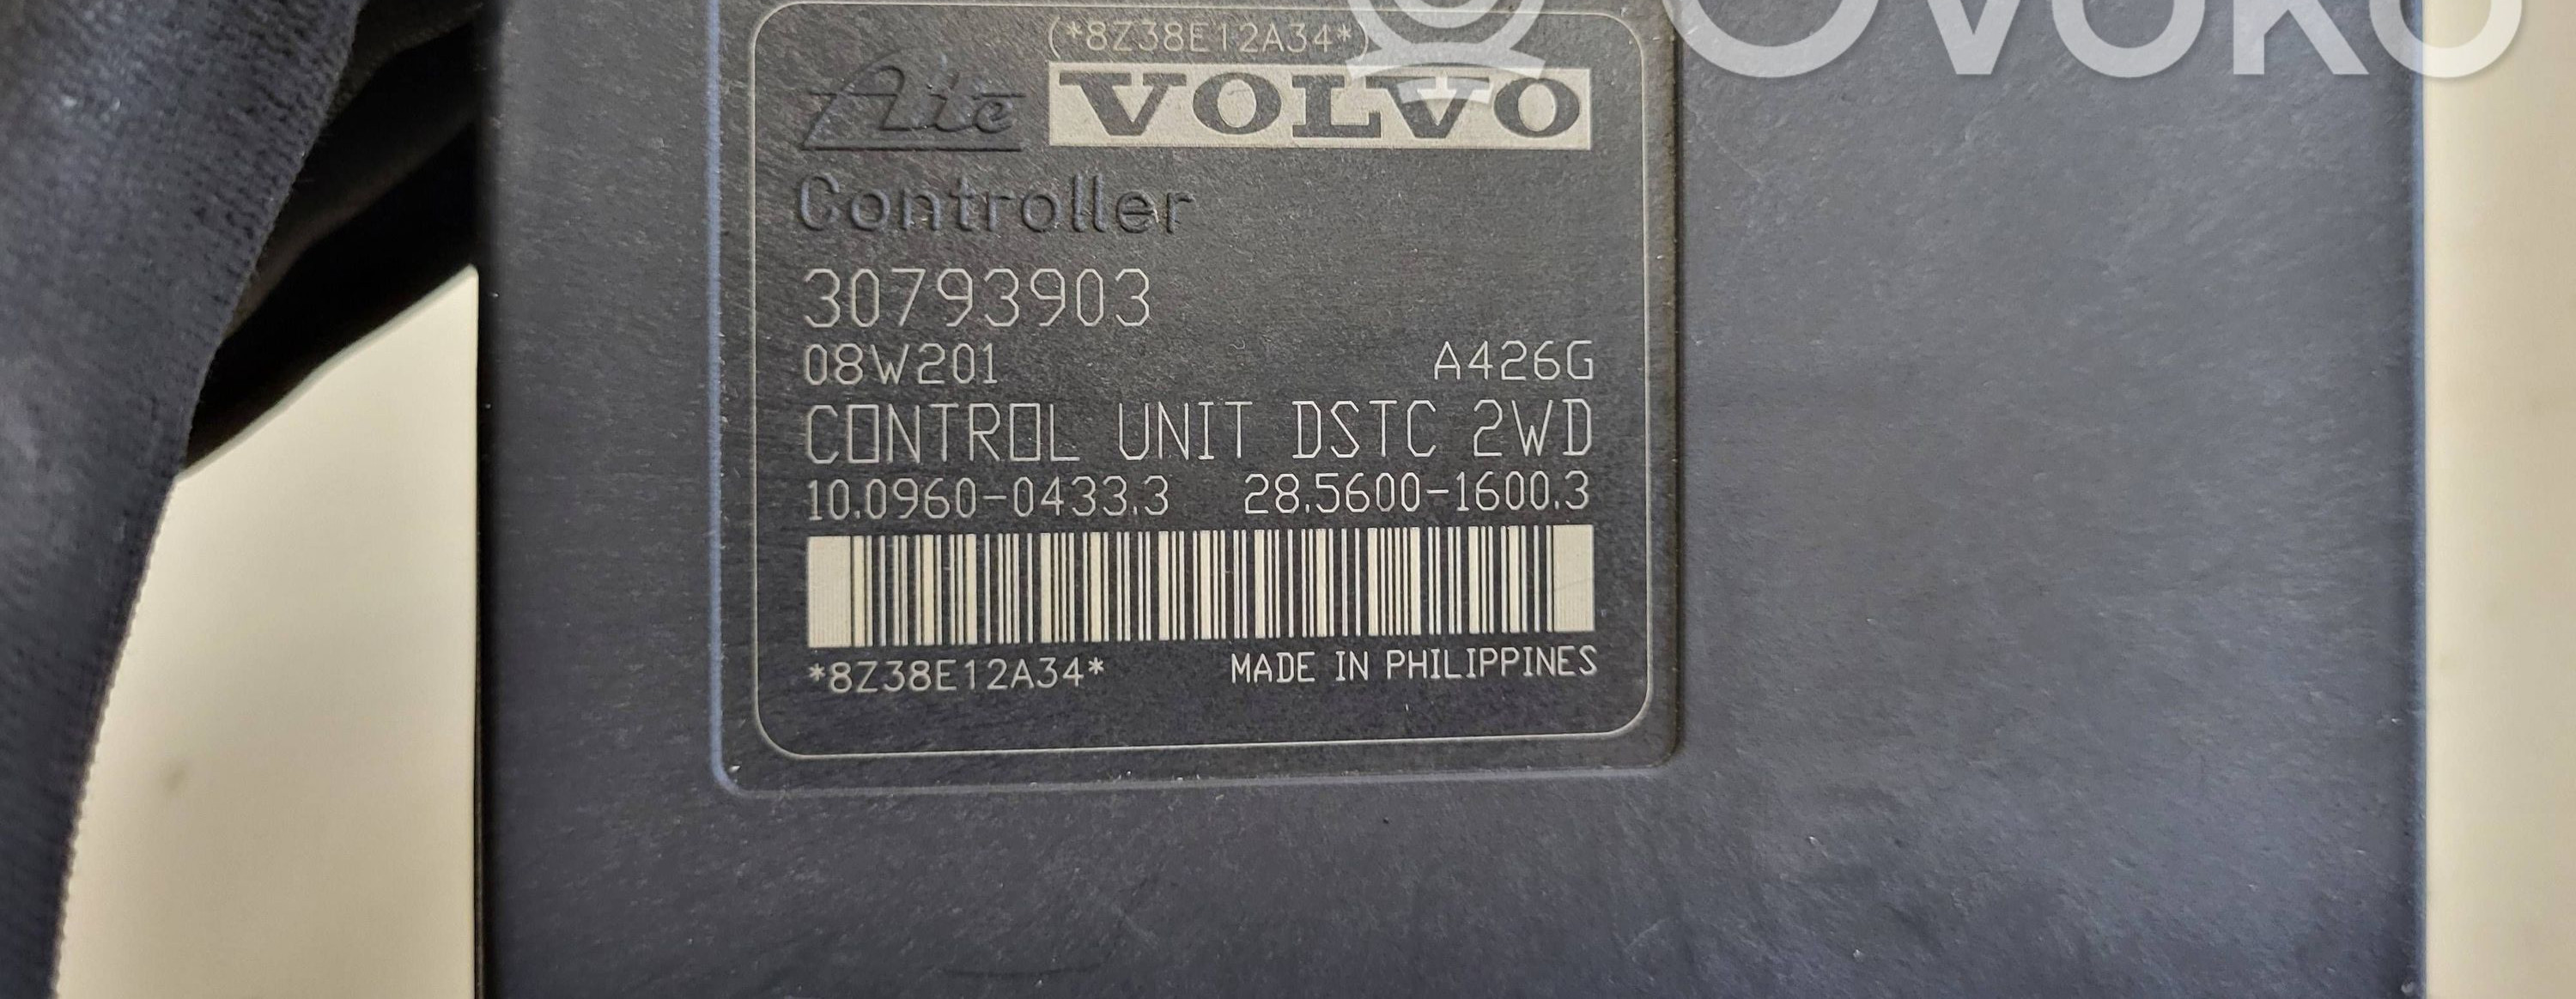 OVOKO
(*8Z38E12A34*)
Ate VOLVO
Controller
30793903
08W201 A426G
CONTROL UNIT DSTC 2WD
10.0960-0433.3 28.5600-1600.3
*8Z38E12A34* MADE IN PHILIPPINES